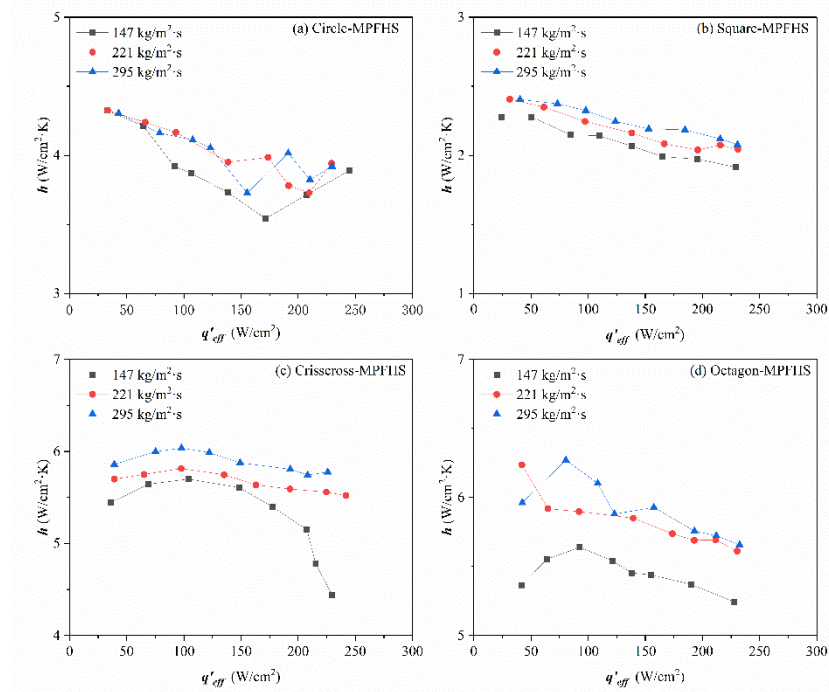 (a) Circle-MPFHS
147 kg/m²·s
221 kg/m²·s
295 kg/m²·s
5
4
3
h (W/cm²·K)
0 50 100 150 200 250 300
q'eff (W/cm²)
(b) Square-MPFHS
147 kg/m²·s
221 kg/m²·s
295 kg/m²·s
3
2
1
h (W/cm²·K)
0 50 100 150 200 250 300
q'eff (W/cm²)
(c) Crisscross-MPFHS
147 kg/m²·s
221 kg/m²·s
295 kg/m²·s
7
6
5
4
h (W/cm²·K)
0 50 100 150 200 250 300
q'eff (W/cm²)
(d) Octagon-MPFHS
147 kg/m²·s
221 kg/m²·s
295 kg/m²·s
7
6
5
h (W/cm²·K)
0 50 100 150 200 250 300
q'eff (W/cm²)